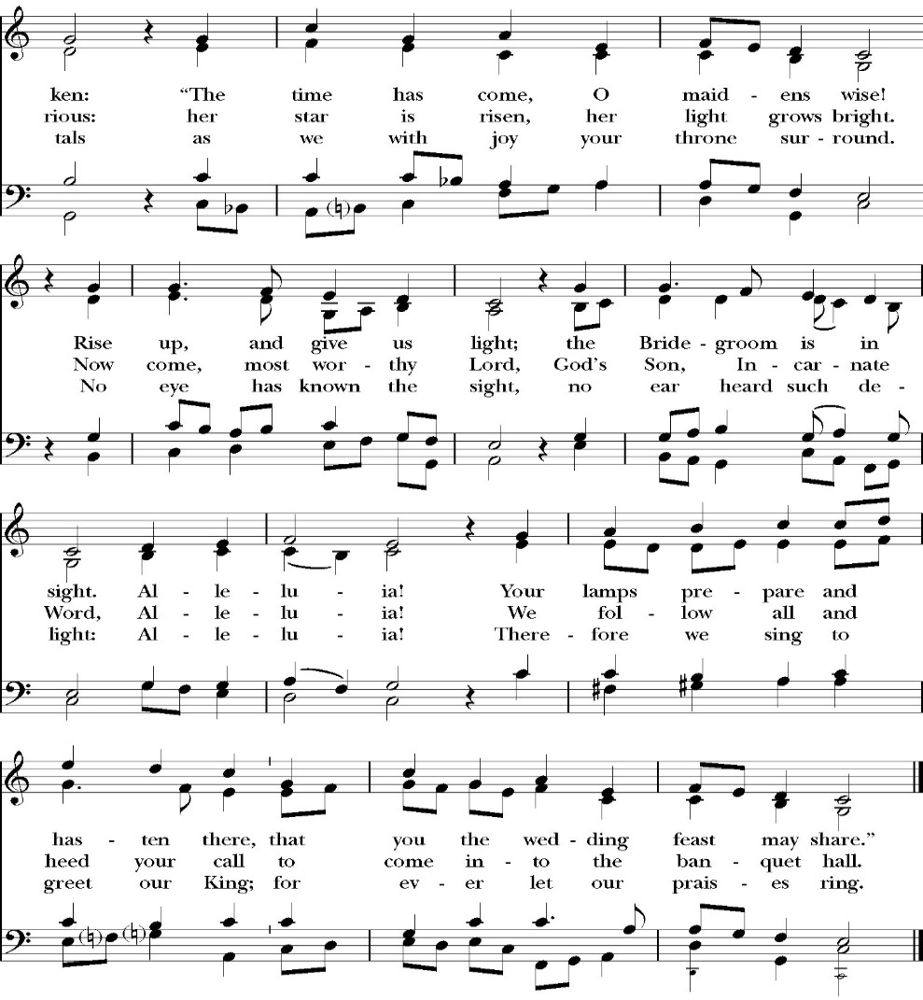 ken: “The time has come, O maid - ens wise!
rious: her star is risen, her light grows bright.
tals as we with joy your throne sur - round.
Rise up, and give us light; the Bride - groom is in
Now come, most wor - thy Lord, God’s Son, In - car - nate
No eye has known the sight, no ear heard such de -
sight. Al - le - lu - ia! Your lamps pre - pare and
Word, Al - le - lu - ia! We fol - low all and
light: Al - le - lu - ia! There - fore we sing to
has - ten there, that you the wed - ding feast may share.”
heed your call to come in - to the ban - quet hall.
greet our King; for ev - er let our prais - es ring.